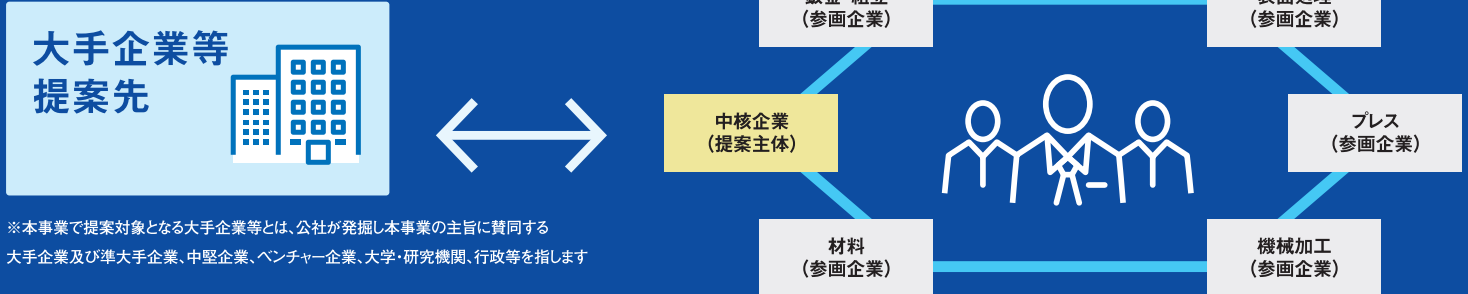 大手企業等
提案先
※本事業で提案対象となる大手企業等とは、公社が発掘し本事業の主旨に賛同する
大手企業及び準大手企業、中堅企業、ベンチャー企業、大学・研究機関、行政等を指します
（参画企業）
（参画企業）
中核企業
（提案主体）
プレス
（参画企業）
材料
（参画企業）
機械加工
（参画企業）